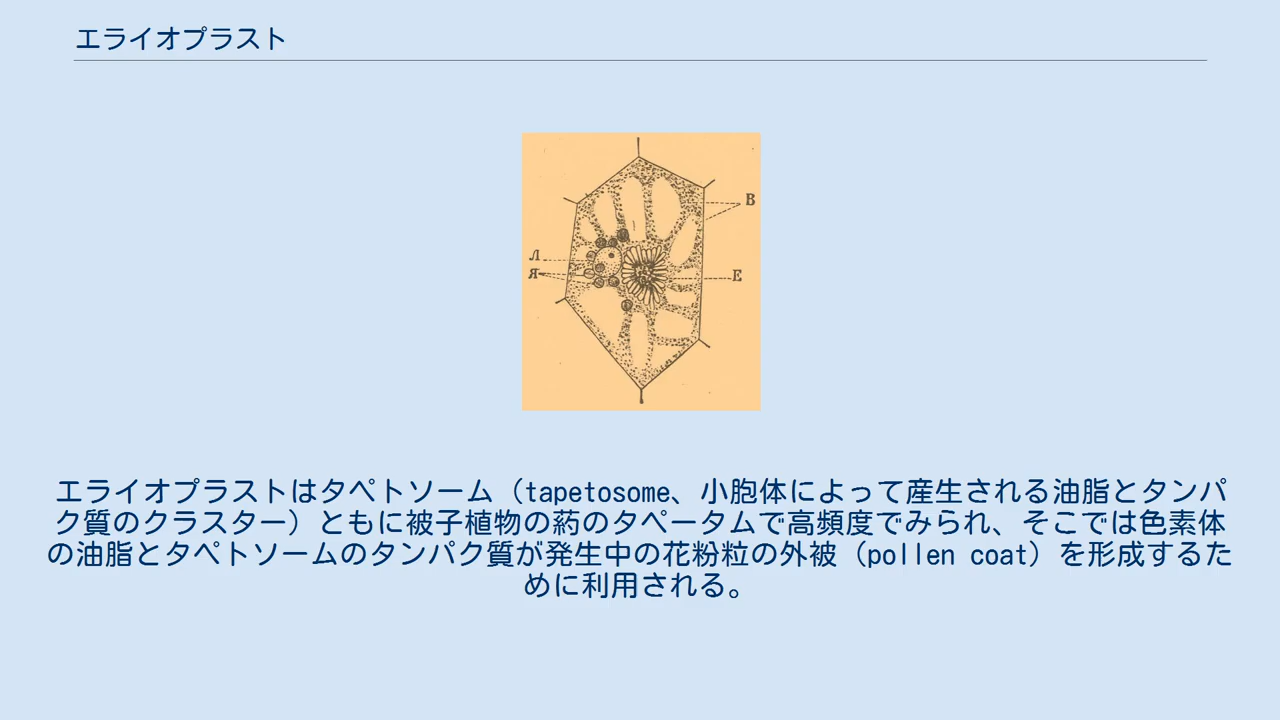 エライオプラスト
В
Л
Я
Е
エライオプラストはタペトソーム（tapetosome、小胞体によって産生される油脂とタンパ
ク質のクラスター）ともに被子植物の葯のタペータムで高頻度でみられ、そこでは色素体
の油脂とタペトソームのタンパク質が発生中の花粉粒の外被（pollen coat）を形成するた
めに利用される。